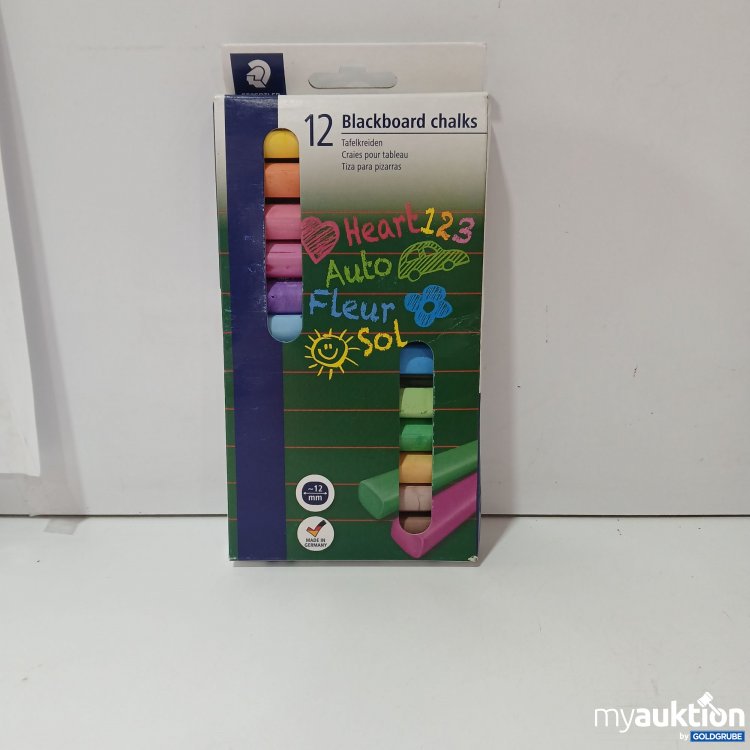 STAEDTLER
12 Blackboard chalks
Tafelkreiden
Craies pour tableau
Tiza para pizarras
Heart 123
Auto
Fleur
Sol
~12
mm
MADE IN
GERMANY
myauktion
by GOLDGRUBE